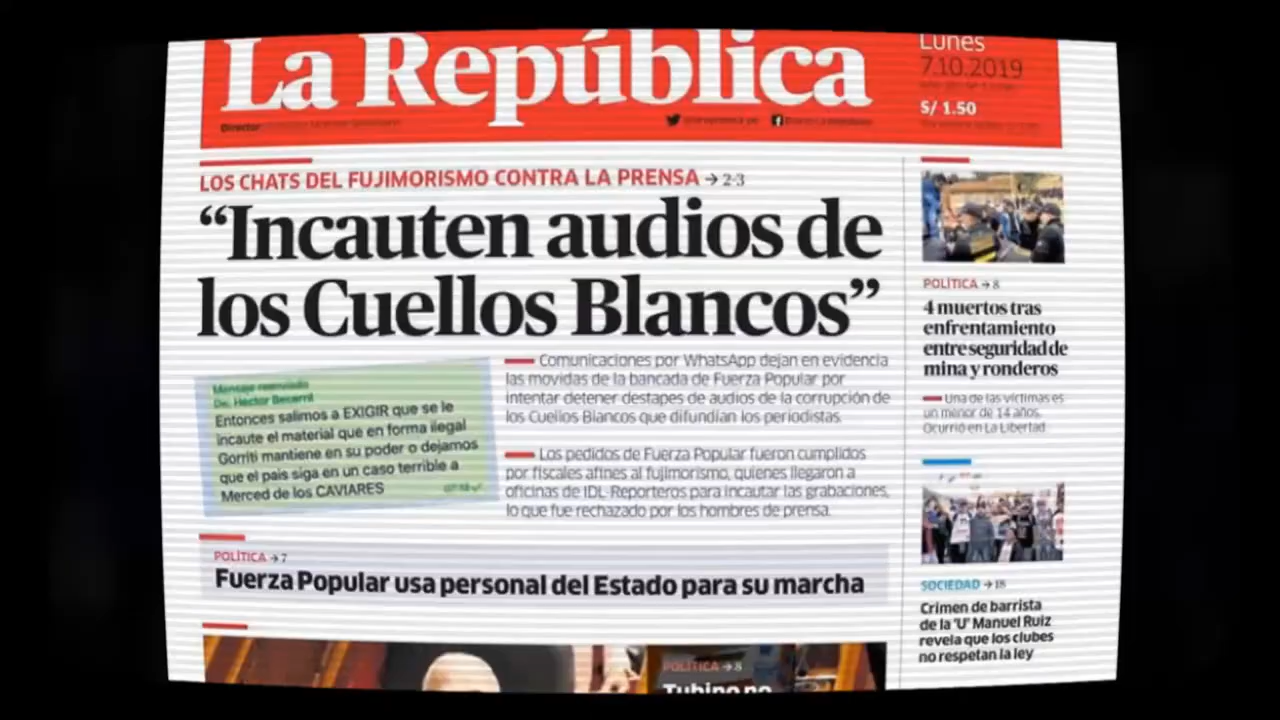 La República
Lunes
7.10.2019
S/ 1.50
Director
LOS CHATS DEL FUJIMORISMO CONTRA LA PRENSA → 2-3
“Incauten audios de
los Cuellos Blancos”
Mensaje reenviado
De: Héctor Becerril
Entonces salimos a EXIGIR que se le
incaute el material que en forma ilegal
Gorriti mantiene en su poder o dejamos
que el país siga en un caso terrible a
Merced de los CAVIARES
Comunicaciones por WhatsApp dejan en evidencia
las movidas de la bancada de Fuerza Popular por
intentar detener destapes de audios de la corrupción de
los Cuellos Blancos que difundían los periodistas.
Los pedidos de Fuerza Popular fueron cumplidos
por fiscales afines al fujimorismo, quienes llegaron a
oficinas de IDL-Reporteros para incautar las grabaciones,
lo que fue rechazado por los hombres de prensa.
POLÍTICA → 7
Fuerza Popular usa personal del Estado para su marcha
POLÍTICA → 8
Tubino no
POLÍTICA → 8
4 muertos tras
enfrentamiento
entre seguridad de
mina y ronderos
Una de las víctimas es
un menor de 14 años.
Ocurrió en La Libertad
SOCIEDAD → 18
Crimen de barrista
de la 'U' Manuel Ruiz
revela que los clubes
no respetan la ley